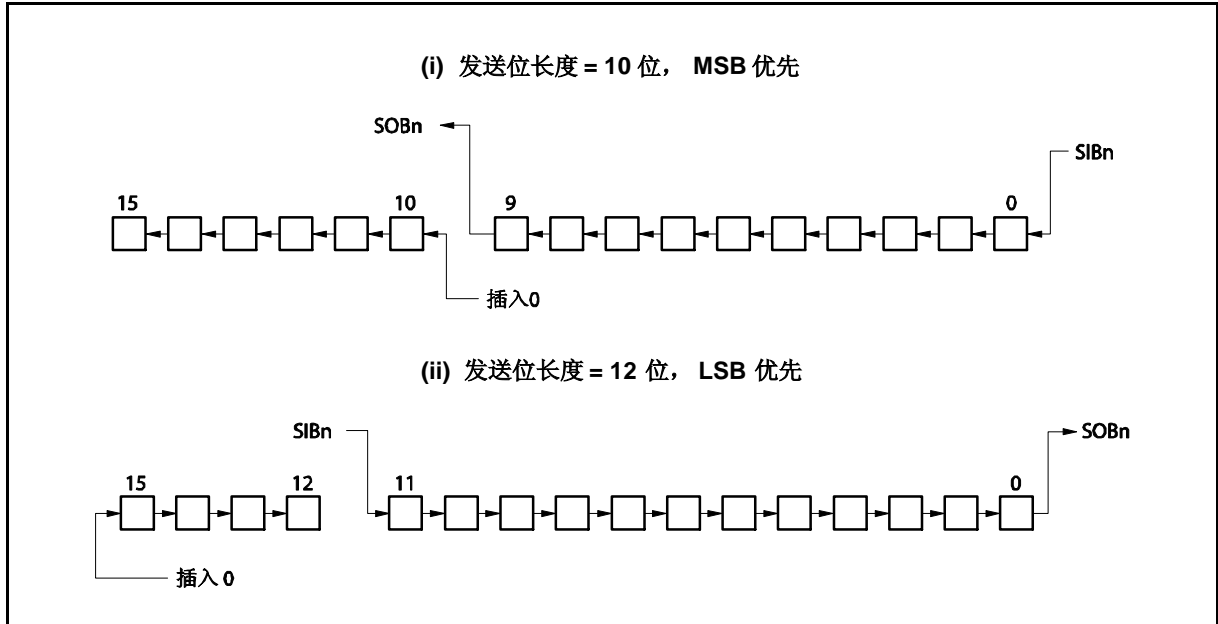 (i) 发送位长度 = 10 位， MSB 优先
SOBn
SIBn
15 10 9 0
插入0
(ii) 发送位长度 = 12 位， LSB 优先
SIBn
SOBn
15 12 11 0
插入 0